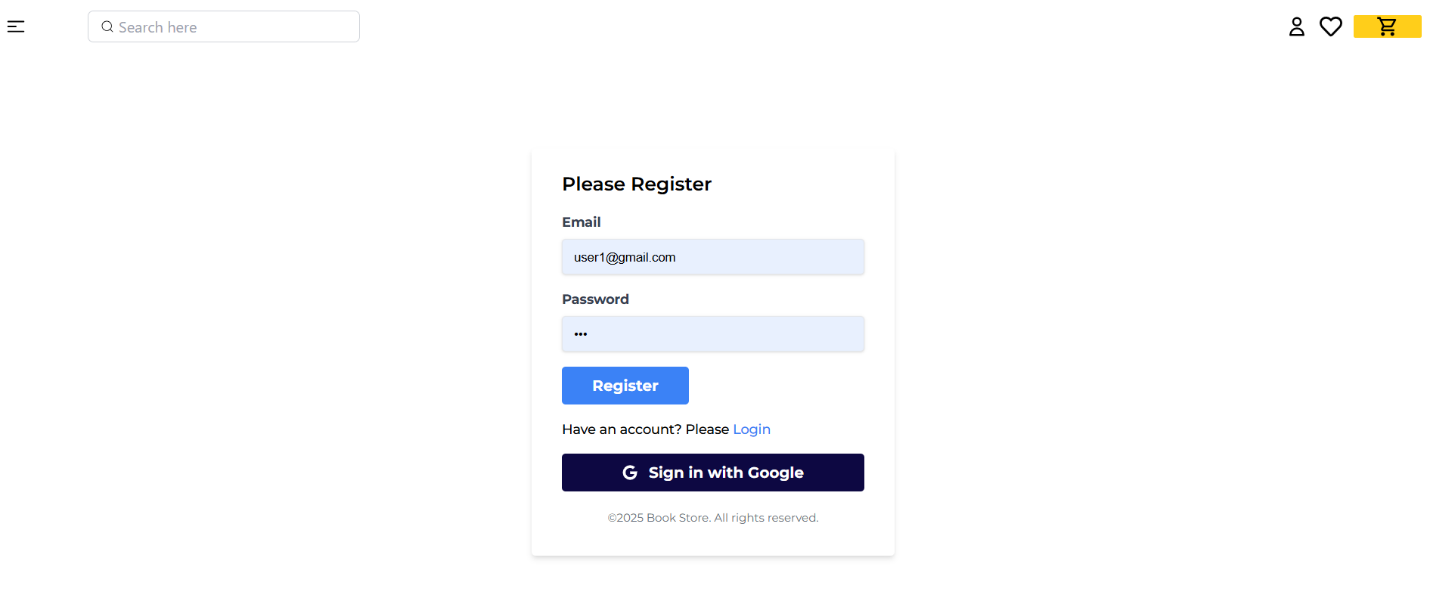 Search here
Please Register
Email
user1@gmail.com
Password
•••
Register
Have an account? Please Login
G Sign in with Google
©2025 Book Store. All rights reserved.